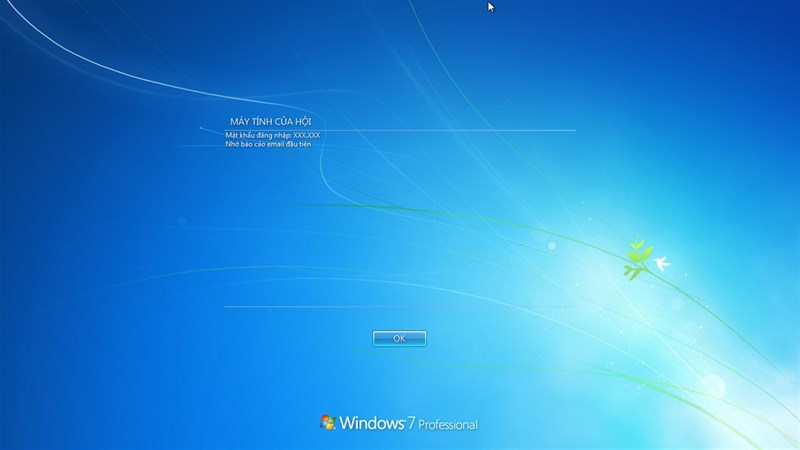 MÁY TÍNH CỦA HỘI
Mật khẩu đăng nhập: XXX.XXX
Nhớ báo cáo email đầu tiên
OK
Windows 7 Professional